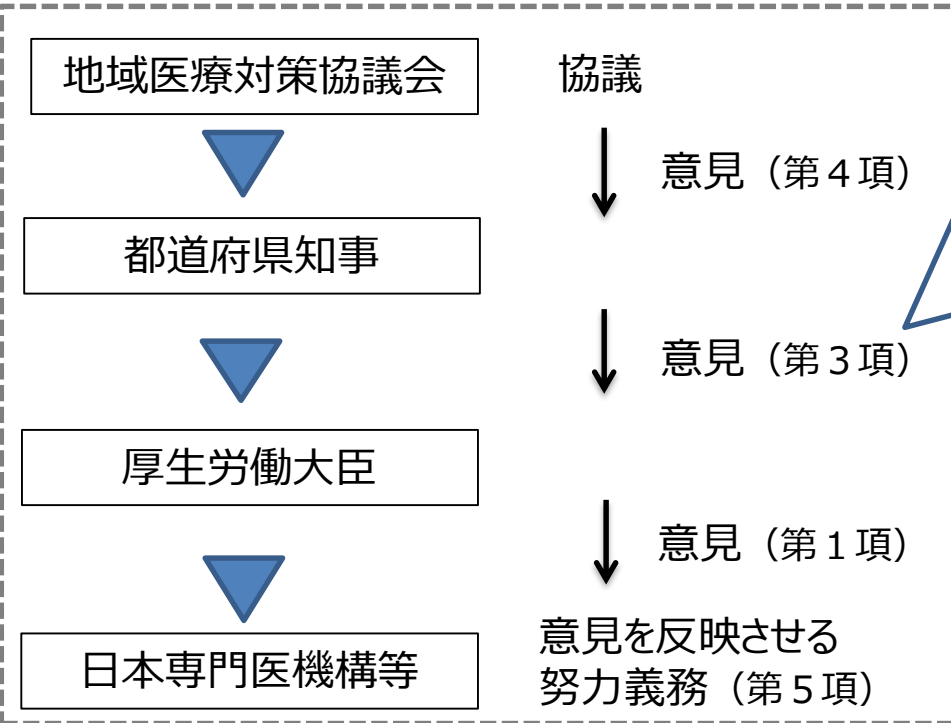 地域医療対策協議会
協議
意見（第４項）
都道府県知事
意見（第３項）
厚生労働大臣
意見（第１項）
日本専門医機構等
意見を反映させる
努力義務（第５項）